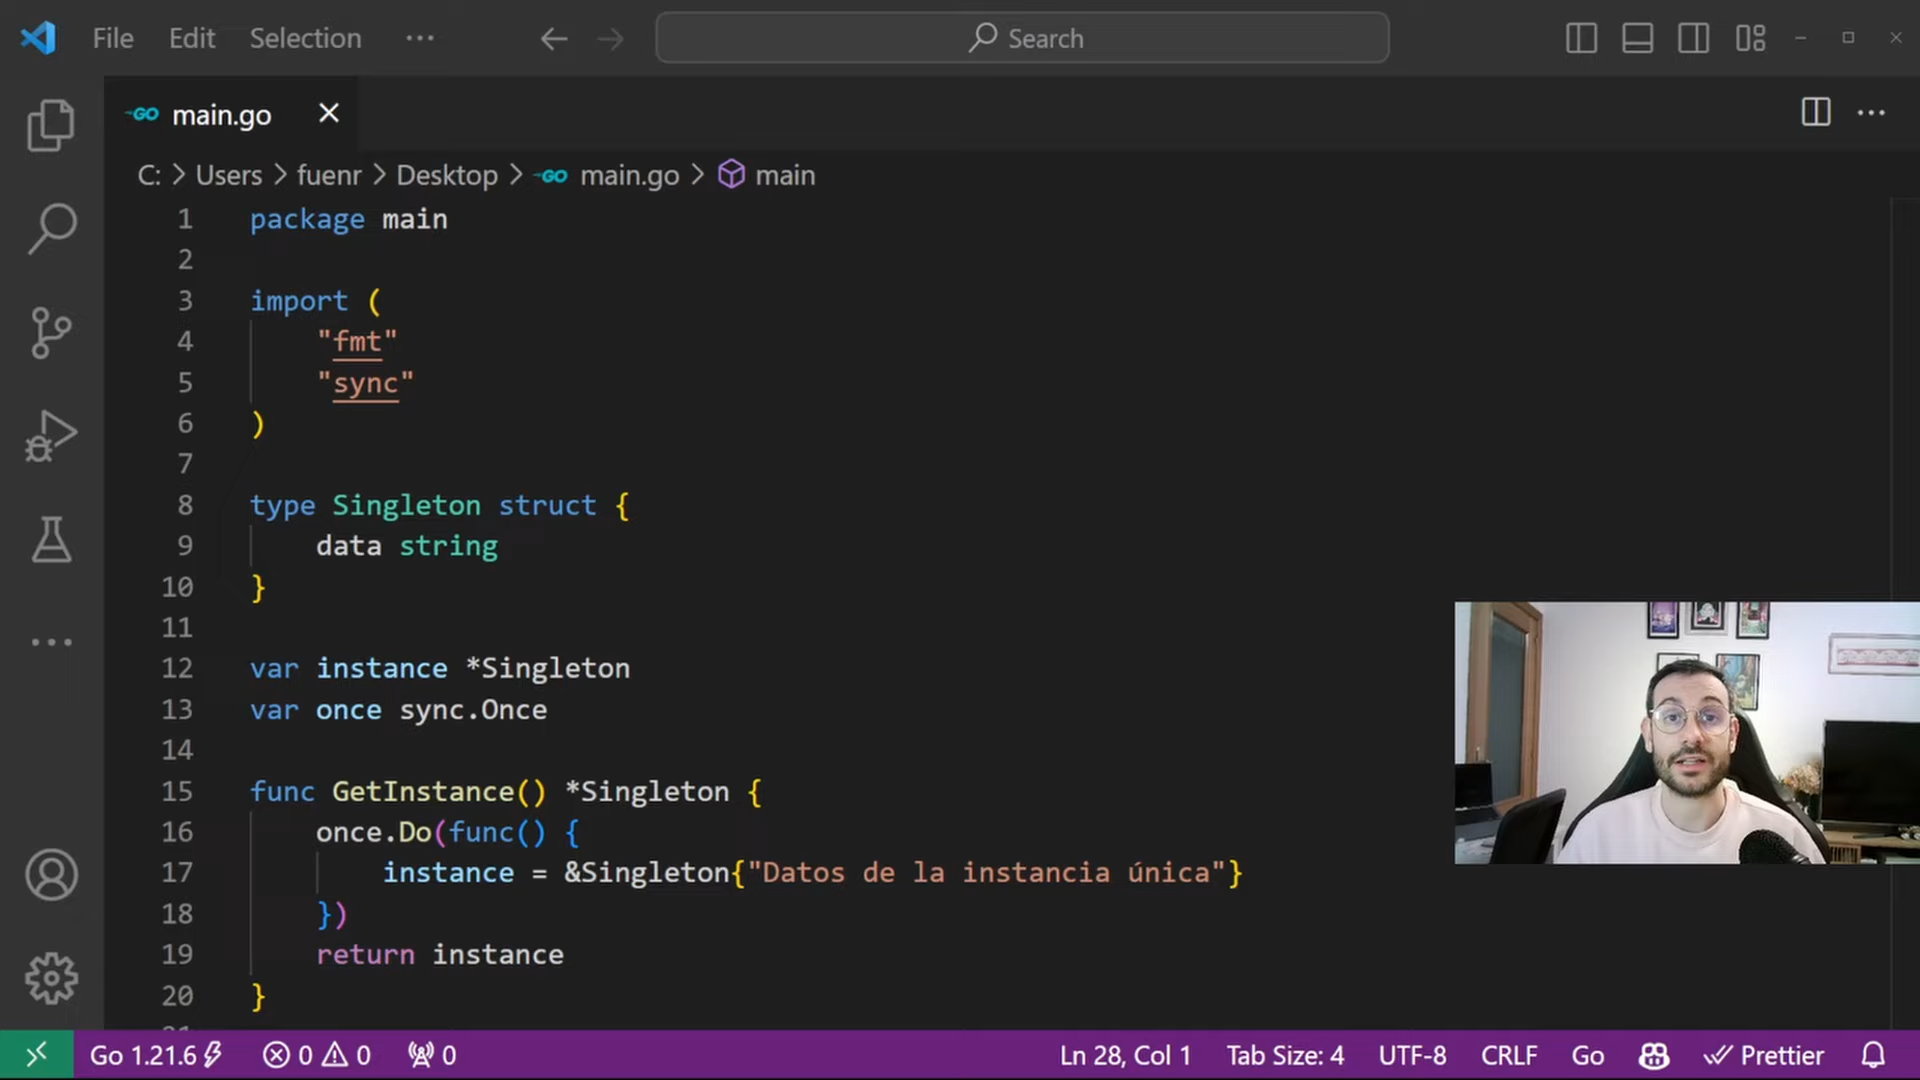 File Edit Selection ··· Search
GO main.go
C: > Users > fuenr > Desktop > GO main.go > main
1 package main
2
3 import (
4 "fmt"
5 "sync"
6 )
7
8 type Singleton struct {
9 data string
10 }
11
12 var instance *Singleton
13 var once sync.Once
14
15 func GetInstance() *Singleton {
16 once.Do(func() {
17 instance = &Singleton{"Datos de la instancia única"}
18 })
19 return instance
20 }
Go 1.21.6 0 0 0 Ln 28, Col 1 Tab Size: 4 UTF-8 CRLF Go Prettier